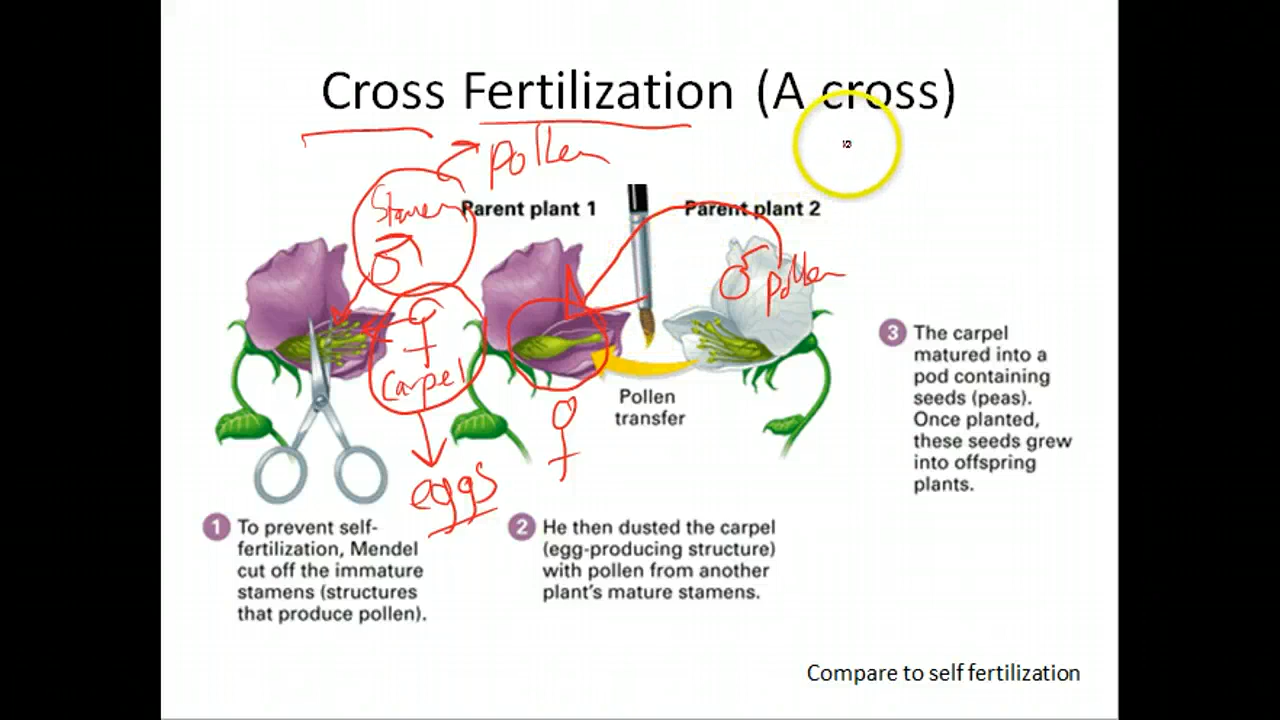 Cross Fertilization (A cross)
Pollen
Stamen
Parent plant 1
Parent plant 2
♂
♂ pollen
♀
Carpel
Pollen
transfer
♀
eggs
3 The carpel
matured into a
pod containing
seeds (peas).
Once planted,
these seeds grew
into offspring
plants.
1 To prevent self-
fertilization, Mendel
cut off the immature
stamens (structures
that produce pollen).
2 He then dusted the carpel
(egg-producing structure)
with pollen from another
plant's mature stamens.
Compare to self fertilization